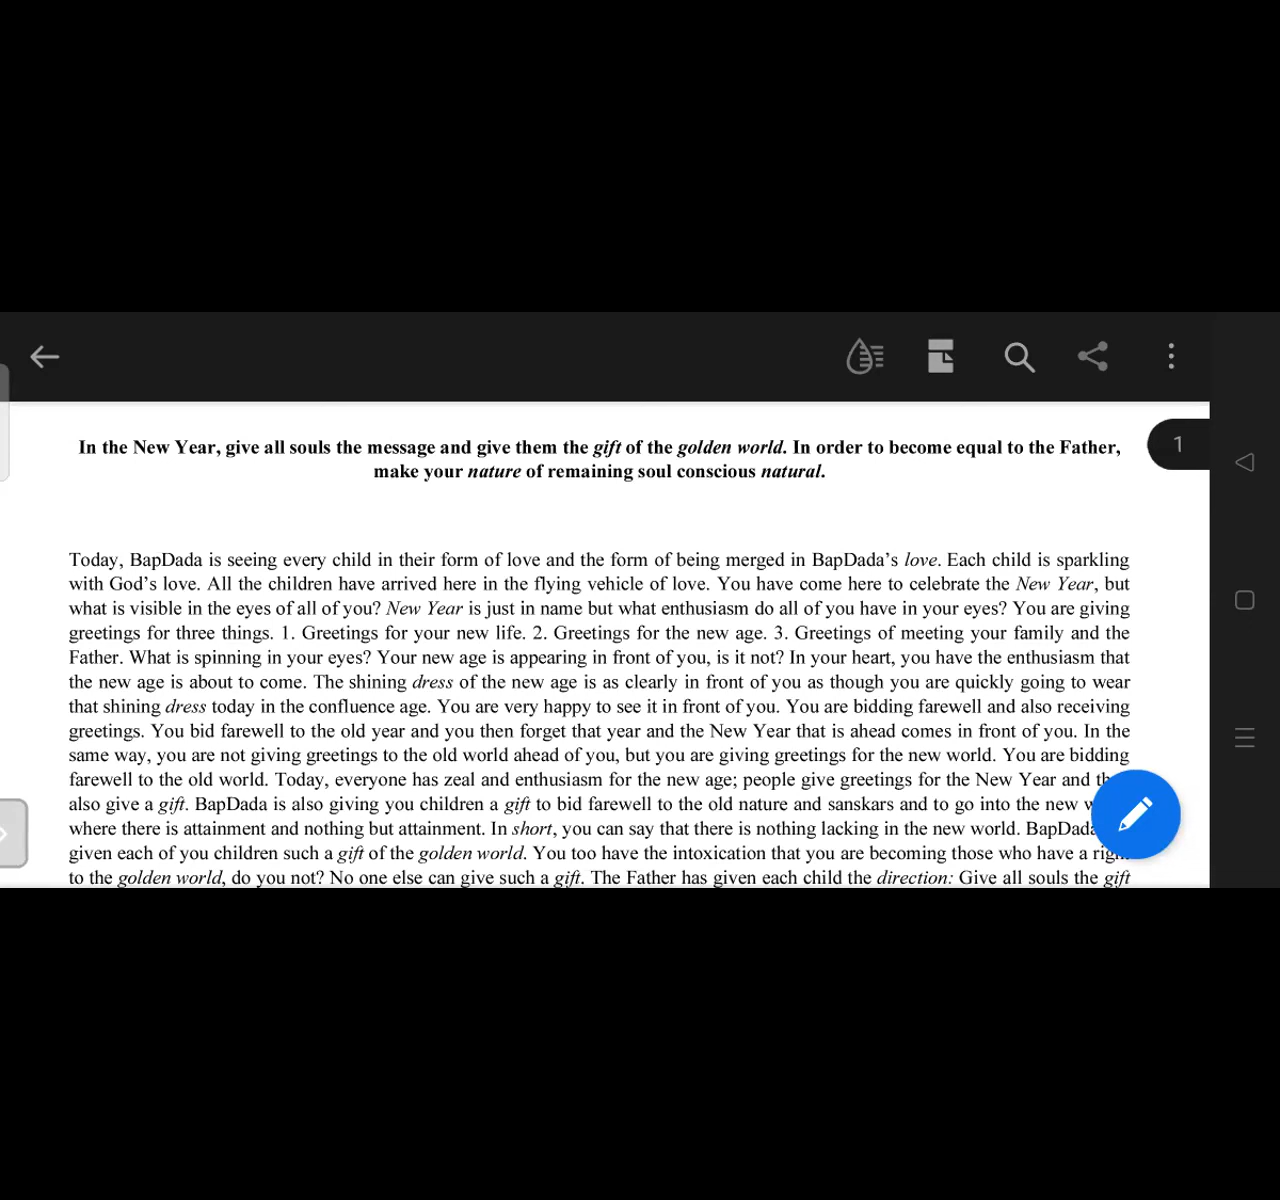 1
In the New Year, give all souls the message and give them the gift of the golden world. In order to become equal to the Father,
make your nature of remaining soul conscious natural.
Today, BapDada is seeing every child in their form of love and the form of being merged in BapDada’s love. Each child is sparkling
with God’s love. All the children have arrived here in the flying vehicle of love. You have come here to celebrate the New Year, but
what is visible in the eyes of all of you? New Year is just in name but what enthusiasm do all of you have in your eyes? You are giving
greetings for three things. 1. Greetings for your new life. 2. Greetings for the new age. 3. Greetings of meeting your family and the
Father. What is spinning in your eyes? Your new age is appearing in front of you, is it not? In your heart, you have the enthusiasm that
the new age is about to come. The shining dress of the new age is as clearly in front of you as though you are quickly going to wear
that shining dress today in the confluence age. You are very happy to see it in front of you. You are bidding farewell and also receiving
greetings. You bid farewell to the old year and you then forget that year and the New Year that is ahead comes in front of you. In the
same way, you are not giving greetings to the old world ahead of you, but you are giving greetings for the new world. You are bidding
farewell to the old world. Today, everyone has zeal and enthusiasm for the new age; people give greetings for the New Year and
also give a gift. BapDada is also giving you children a gift to bid farewell to the old nature and sanskars and to go into the new
where there is attainment and nothing but attainment. In short, you can say that there is nothing lacking in the new world. BapDada
given each of you children such a gift of the golden world. You too have the intoxication that you are becoming those who have a
to the golden world, do you not? No one else can give such a gift. The Father has given each child the direction: Give all souls the gift